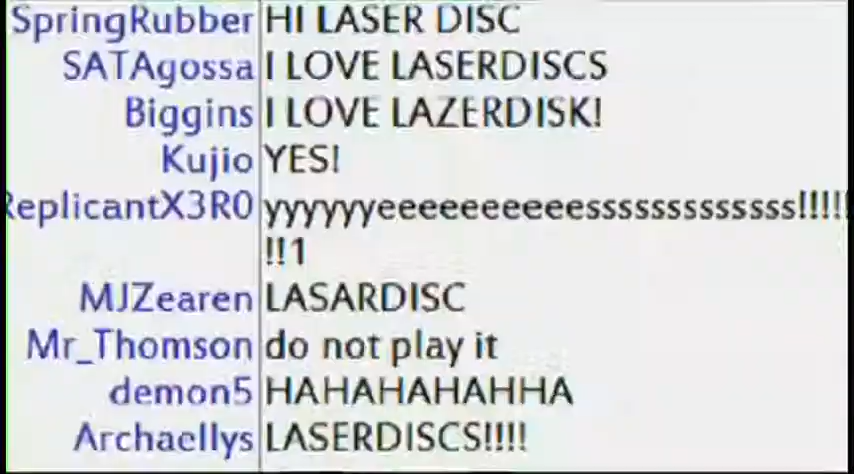 SpringRubber HI LASER DISC
SATAgossa I LOVE LASERDISCS
Biggins I LOVE LAZERDISK!
Kujio YES!
ReplicantX3R0 yyyyyyeeeeeeeeeeesssssssssssss!!!!!
!!1
MJZearen LASARDISC
Mr_Thomson do not play it
demon5 HAHAHAHAHHA
Archaellys LASERDISCS!!!!